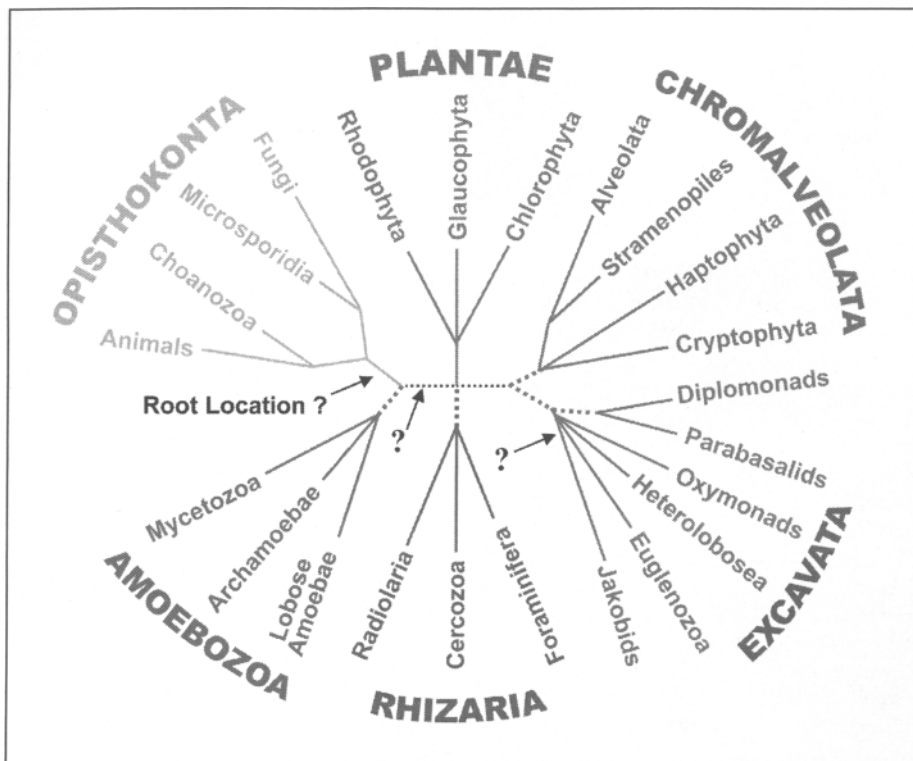 PLANTAE
CHROMALVEOLATA
OPISTHOKONTA
Fungi
Microsporidia
Choanozoa
Animals
Rhodophyta
Glaucophyta
Chlorophyta
Alveolata
Stramenopiles
Haptophyta
Cryptophyta
Diplomonads
Parabasalids
Oxymonads
Heterolobosea
Euglenozoa
Jakobids
EXCAVATA
Root Location ?
?
?
Mycetozoa
Archamoebae
Lobose
Amoebae
AMOEBOZOA
Radiolaria
Cercozoa
Foraminifera
RHIZARIA